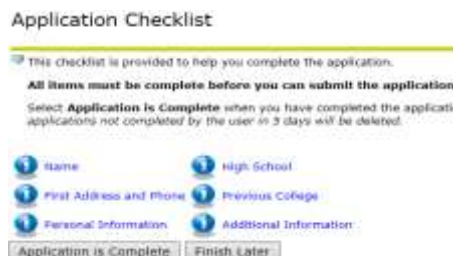 Application Checklist
This checklist is provided to help you complete the application.
All items must be complete before you can submit the application
Select Application is Complete when you have completed the applicati
applications not completed by the user in 3 days will be deleted.
Name High School
First Address and Phone Previous College
Personal Information Additional Information
Application is Complete Finish Later